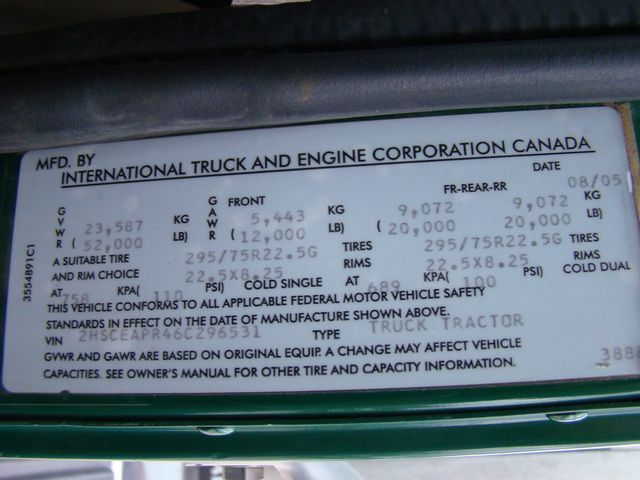 MFD. BY
INTERNATIONAL TRUCK AND ENGINE CORPORATION CANADA
DATE 08/05
G V W R 23,587 KG (52,000 LB) G A W R FRONT 5,443 KG (12,000 LB) FR-REAR-RR 9,072 9,072 KG (20,000 20,000 LB)
A SUITABLE TIRE 295/75R22.5G TIRES 295/75R22.5G TIRES
AND RIM CHOICE 22.5X8.25 RIMS 22.5X8.25 RIMS
AT 758 KPA( 110 PSI) COLD SINGLE AT 689 KPA( 100 PSI) COLD DUAL
THIS VEHICLE CONFORMS TO ALL APPLICABLE FEDERAL MOTOR VEHICLE SAFETY
STANDARDS IN EFFECT ON THE DATE OF MANUFACTURE SHOWN ABOVE.
VIN 2HSCEAPR46C296531 TYPE TRUCK TRACTOR
GVWR AND GAWR ARE BASED ON ORIGINAL EQUIP. A CHANGE MAY AFFECT VEHICLE
CAPACITIES. SEE OWNER'S MANUAL FOR OTHER TIRE AND CAPACITY INFORMATION.
3554891C1